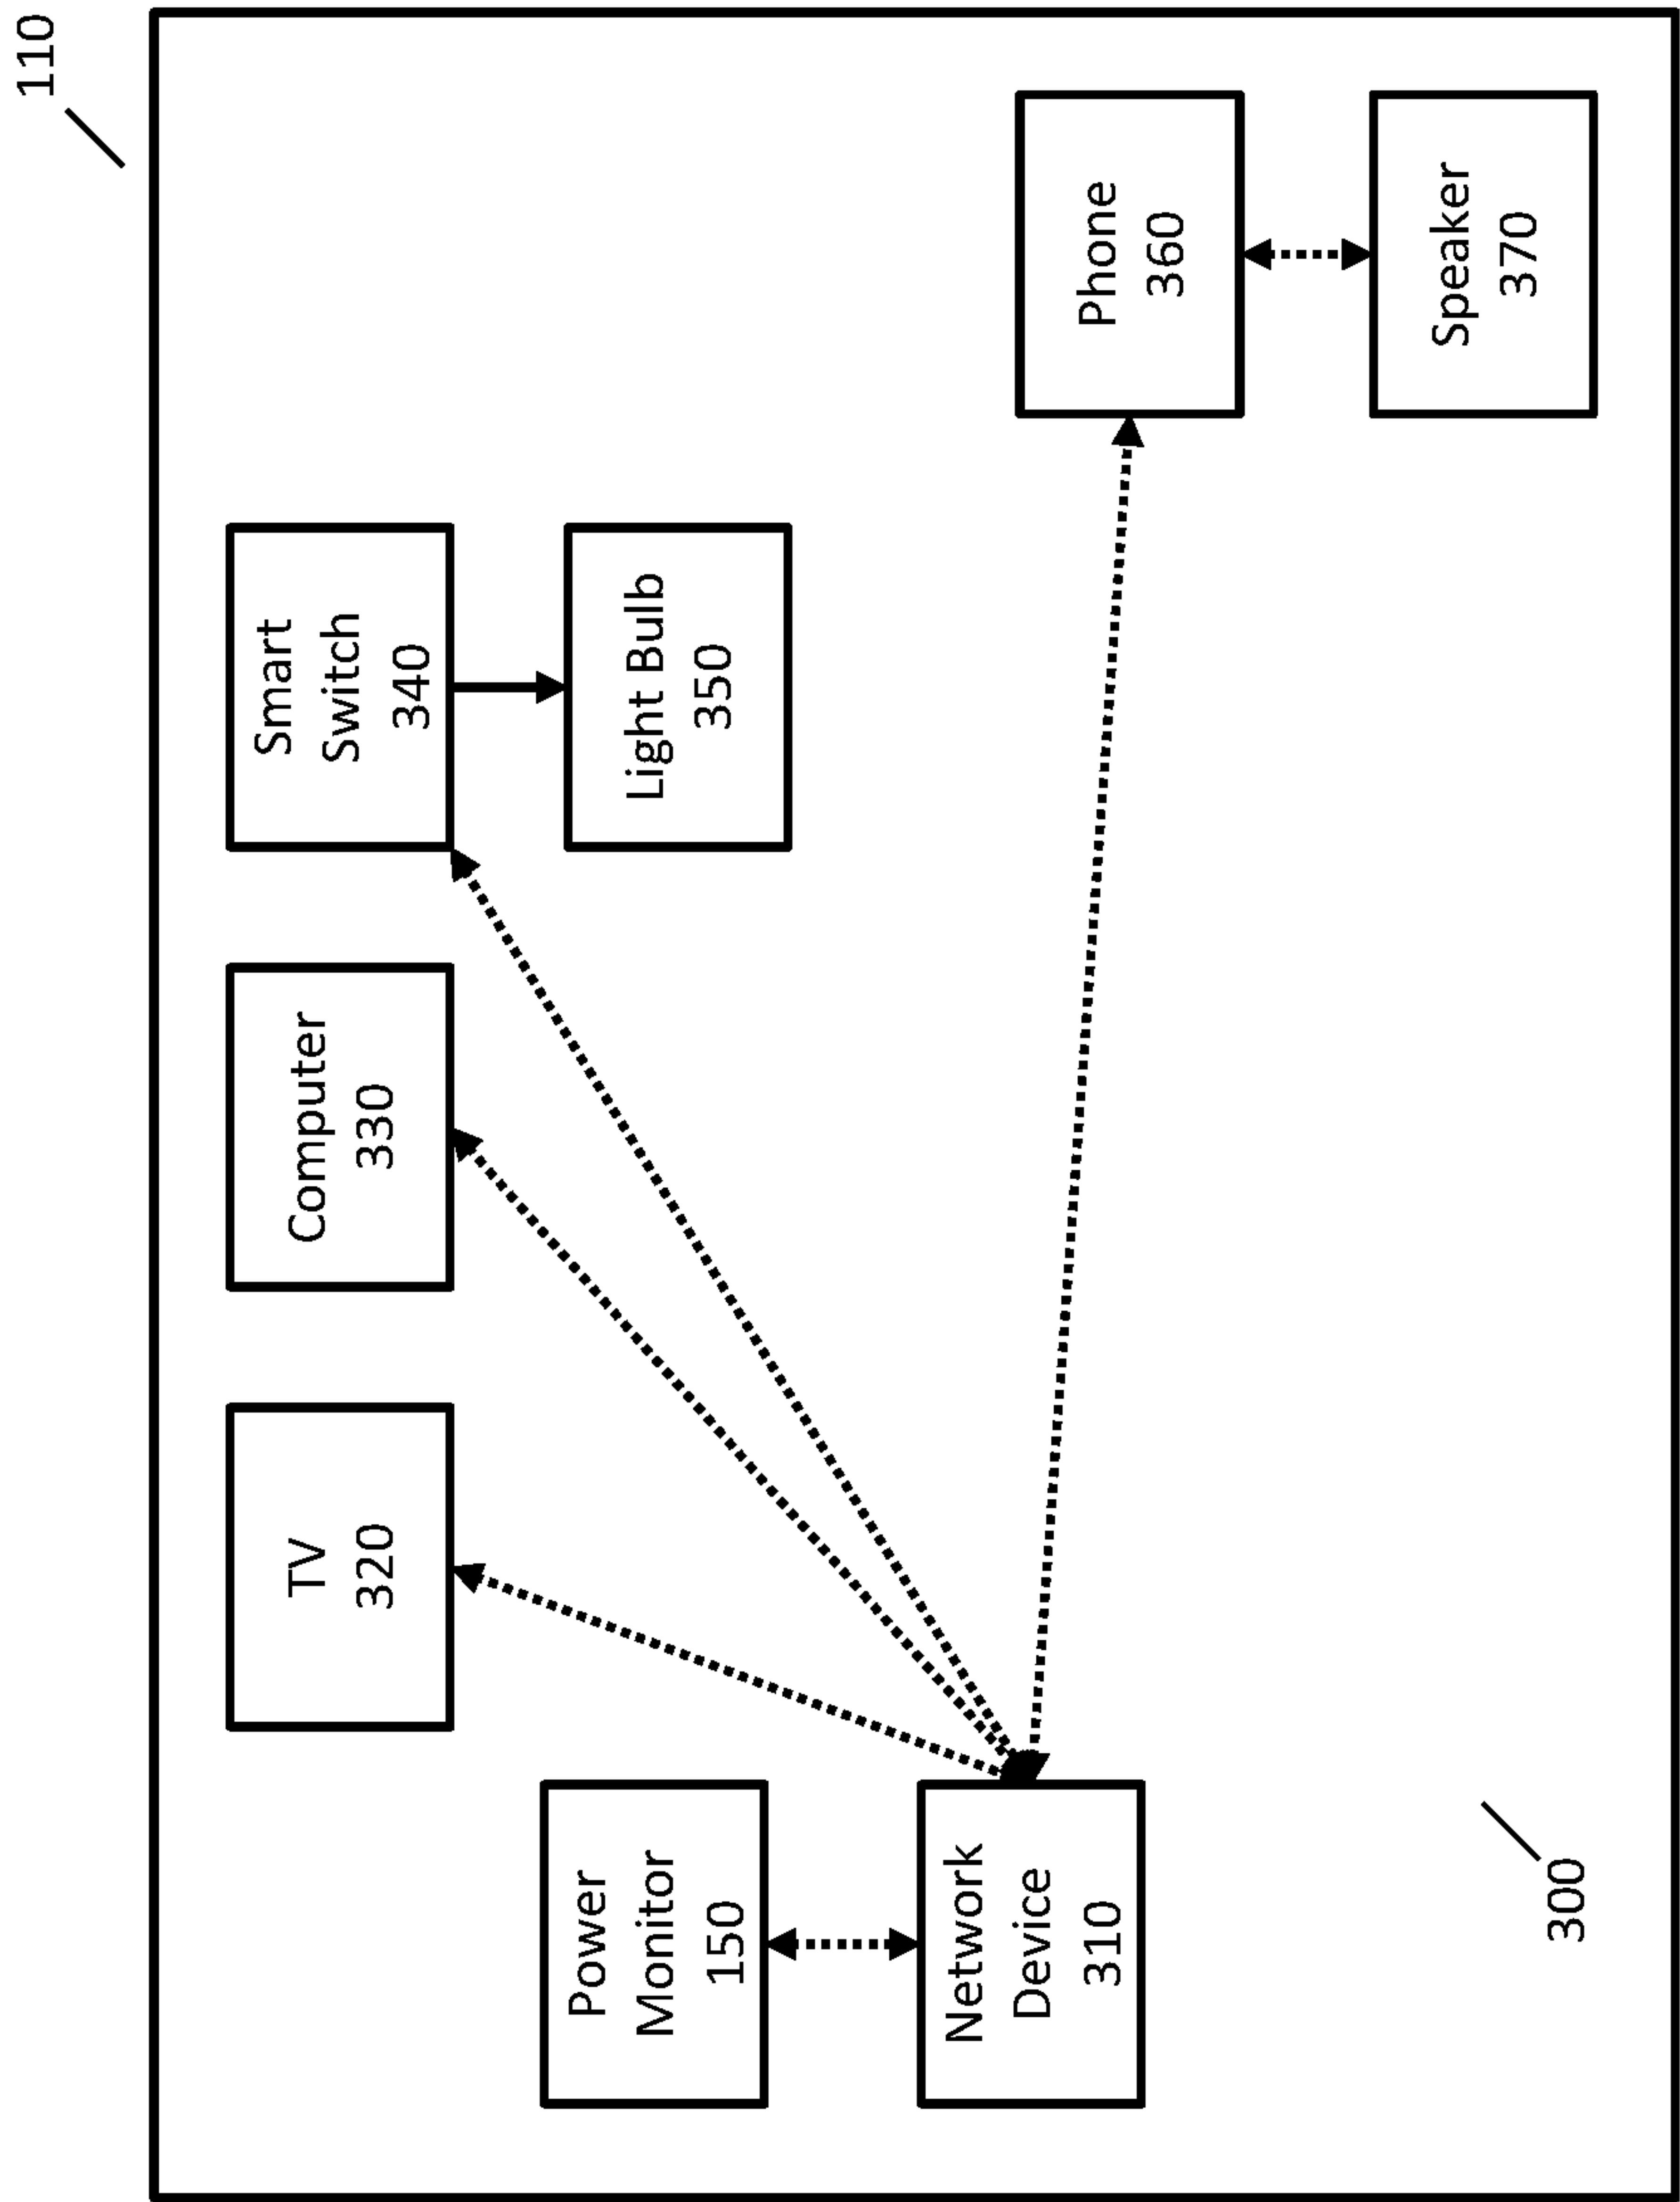 110
Smart
Switch
340
Computer
330
TV
320
Power
Monitor
150
Light Bulb
350
Network
Device
310
Phone
360
Speaker
370
300